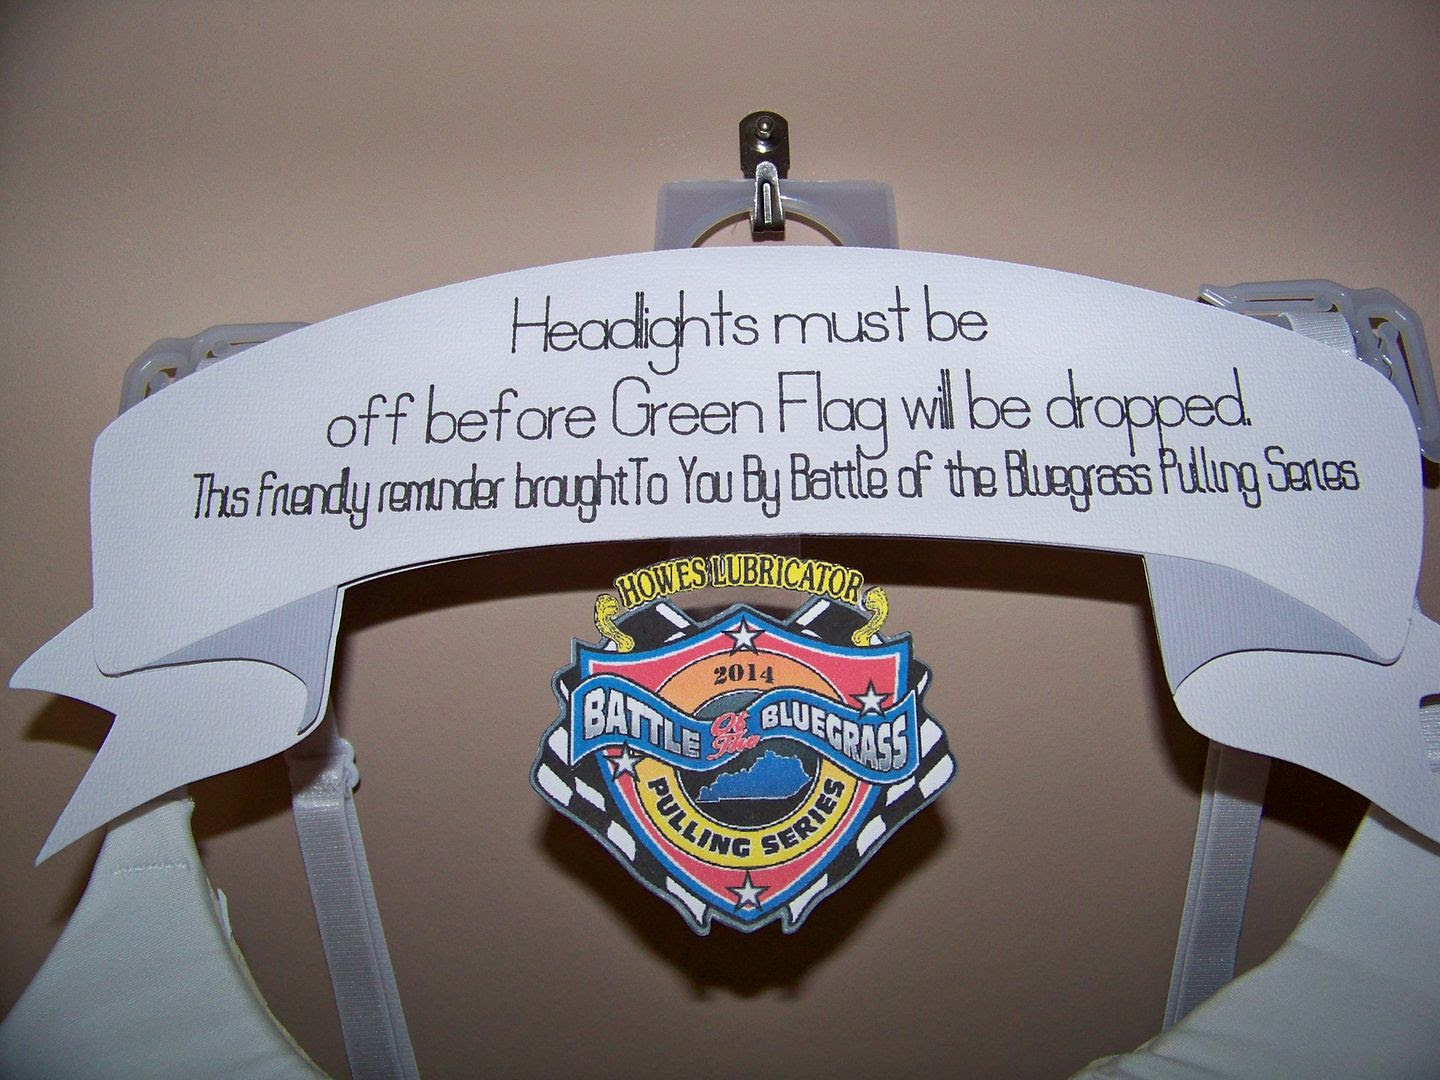 Headlights must be
off before Green Flag will be dropped.
This friendly reminder brought To You By Battle of the Bluegrass Pulling Series
HOWES LUBRICATOR
2014
BATTLE Of The BLUEGRASS
PULLING SERIES